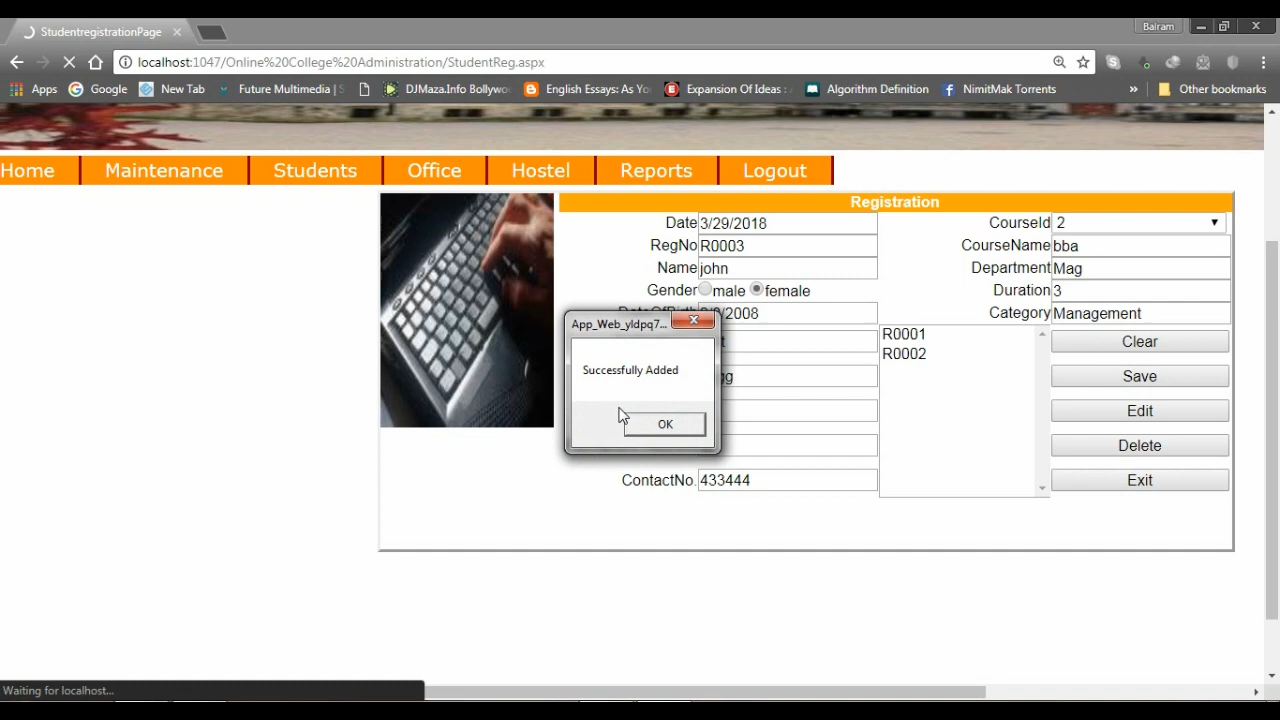 StudentregistrationPage
Balram
localhost:1047/Online%20College%20Administration/StudentReg.aspx
Apps Google New Tab Future Multimedia | DJMaza.Info Bollywo English Essays: As Yo Expansion Of Ideas : Algorithm Definition NimitMak Torrents » Other bookmarks
Home Maintenance Students Office Hostel Reports Logout
Registration
Date 3/29/2018 CourseId 2
RegNo R0003 CourseName bba
Name john Department Mag
Gender male female Duration 3
/2008 Category Management
App_Web_yldpq7...
R0001
R0002
Clear
Successfully Added
gg
Save
OK
Edit
Delete
ContactNo. 433444 Exit
Waiting for localhost...